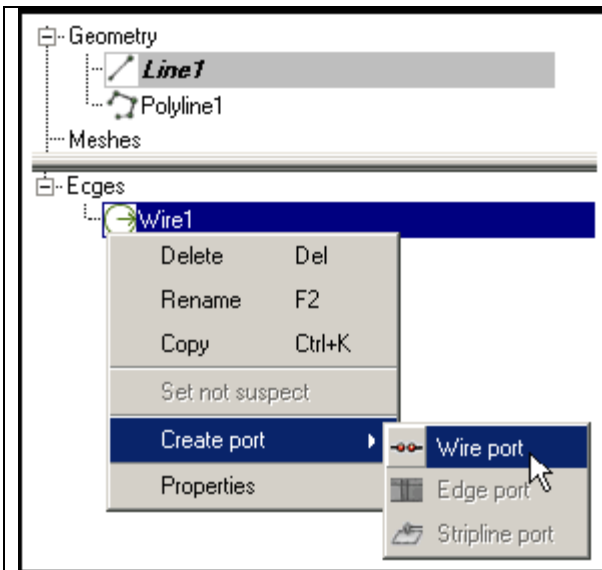 Geometry
Line1
Polyline1
Meshes
Ecges
Wire1
Delete Del
Rename F2
Copy Ctrl+K
Set not suspect
Create port
Wire port
Properties
Edge port
Stripline port